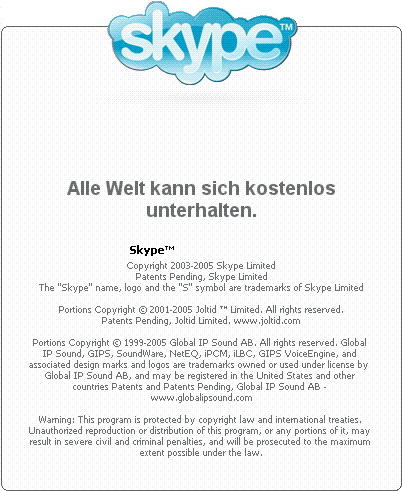 skype™
Alle Welt kann sich kostenlos
unterhalten.
Skype™
Copyright 2003-2005 Skype Limited
Patents Pending, Skype Limited
The "Skype" name, logo and the "S" symbol are trademarks of Skype Limited
Portions Copyright © 2001-2005 Joltid ™ Limited. All rights reserved.
Patents Pending, Joltid Limited. www.joltid.com
Portions Copyright © 1999-2005 Global IP Sound AB. All rights reserved. Global
IP Sound, GIPS, SoundWare, NetEQ, iPCM, iLBC, GIPS VoiceEngine, and
associated design marks and logos are trademarks owned or used under license by
Global IP Sound AB, and may be registered in the United States and other
countries Patents and Patents Pending, Global IP Sound AB -
www.globalipsound.com
Warning: This program is protected by copyright law and international treaties.
Unauthorized reproduction or distribution of this program, or any portions of it, may
result in severe civil and criminal penalties, and will be prosecuted to the maximum
extent possible under the law.